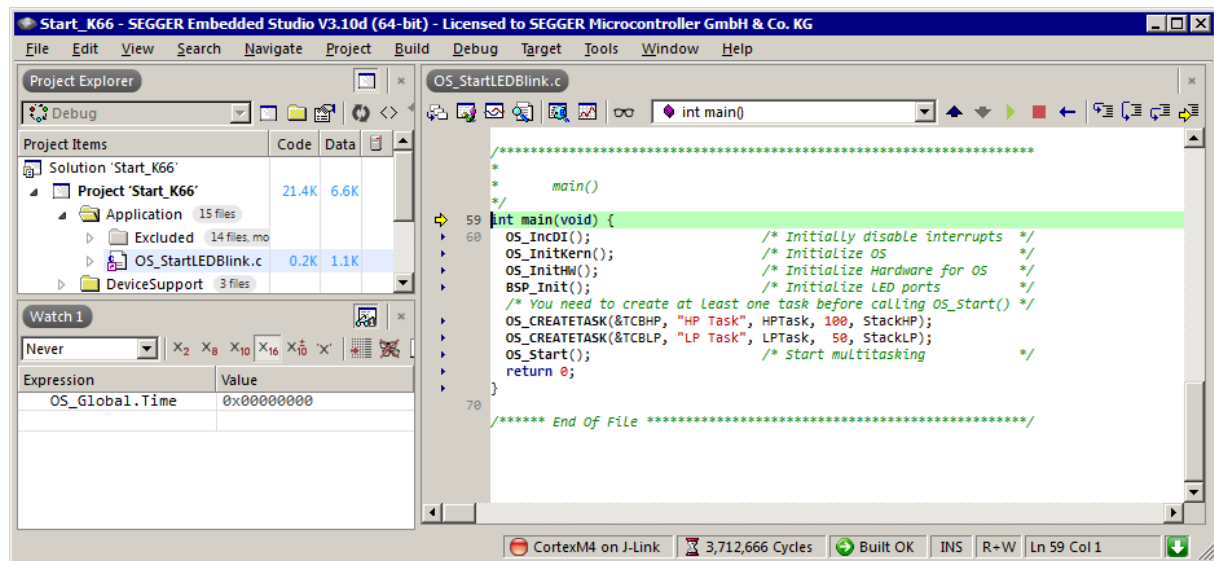 Start_K66 - SEGGER Embedded Studio V3.10d (64-bit) - Licensed to SEGGER Microcontroller GmbH & Co. KG
File Edit View Search Navigate Project Build Debug Target Tools Window Help
Project Explorer
Debug
Project Items Code Data
Solution 'Start_K66'
Project 'Start_K66' 21.4K 6.6K
Application 15 files
Excluded 14 files, mo
OS_StartLEDBlink.c 0.2K 1.1K
DeviceSupport 3 files
Watch 1
Never X2 X8 X10 X16 X±10 'X'
Expression Value
OS_Global.Time 0x00000000
OS_StartLEDBlink.c
int main()
/*********************************************************************
*
* main()
*/
59 int main(void) {
60 OS_IncDI(); /* Initially disable interrupts */
OS_InitKern(); /* Initialize OS */
OS_InitHW(); /* Initialize Hardware for OS */
BSP_Init(); /* Initialize LED ports */
/* You need to create at least one task before calling OS_Start() */
OS_CREATETASK(&TCBHP, "HP Task", HPTask, 100, StackHP);
OS_CREATETASK(&TCBLP, "LP Task", LPTask, 50, StackLP);
OS_Start(); /* Start multitasking */
return 0;
}
70
/****** End Of File *************************************************/
CortexM4 on J-Link 3,712,666 Cycles Built OK INS R+W Ln 59 Col 1